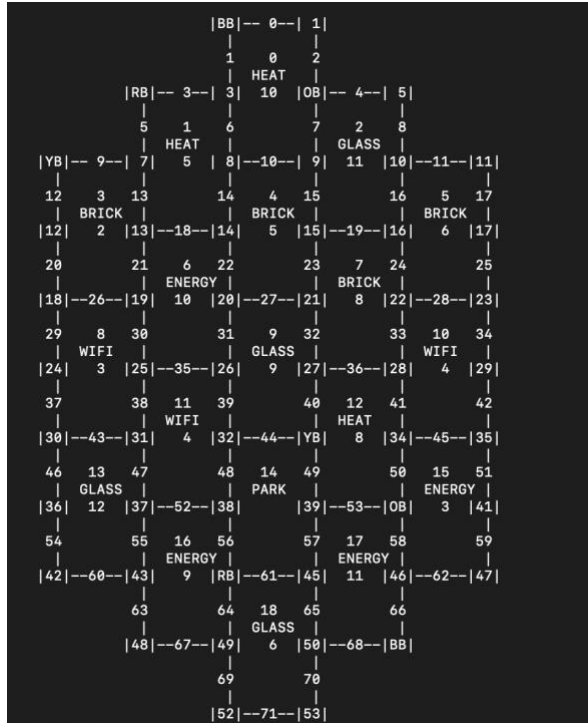 |BB|-- 0--| 1|
| |
1 0 2
| HEAT |
|RB|-- 3--| 3| 10 |OB|-- 4--| 5|
| | | |
5 1 6 7 2 8
| HEAT | | GLASS |
|YB|-- 9--| 7| 5 | 8|--10--| 9| 11 |10|--11--|11|
| | | | | |
12 3 13 14 4 15 16 5 17
| BRICK | | BRICK | | BRICK |
|12| 2 |13|--18--|14| 5 |15|--19--|16| 6 |17|
| | | | | |
20 21 6 22 23 7 24 25
| | ENERGY | | BRICK | |
|18|--26--|19| 10 |20|--27--|21| 8 |22|--28--|23|
| | | | | |
29 8 30 31 9 32 33 10 34
| WIFI | | GLASS | | WIFI |
|24| 3 |25|--35--|26| 9 |27|--36--|28| 4 |29|
| | | | | |
37 38 11 39 40 12 41 42
| | WIFI | | HEAT | |
|30|--43--|31| 4 |32|--44--|YB| 8 |34|--45--|35|
| | | | | |
46 13 47 48 14 49 50 15 51
| GLASS | | PARK | | ENERGY |
|36| 12 |37|--52--|38| |39|--53--|OB| 3 |41|
| | | | | |
54 55 16 56 57 17 58 59
| | ENERGY | | ENERGY | |
|42|--60--|43| 9 |RB|--61--|45| 11 |46|--62--|47|
| | | |
63 64 18 65 66
| | GLASS | |
|48|--67--|49| 6 |50|--68--|BB|
| |
69 70
| |
|52|--71--|53|